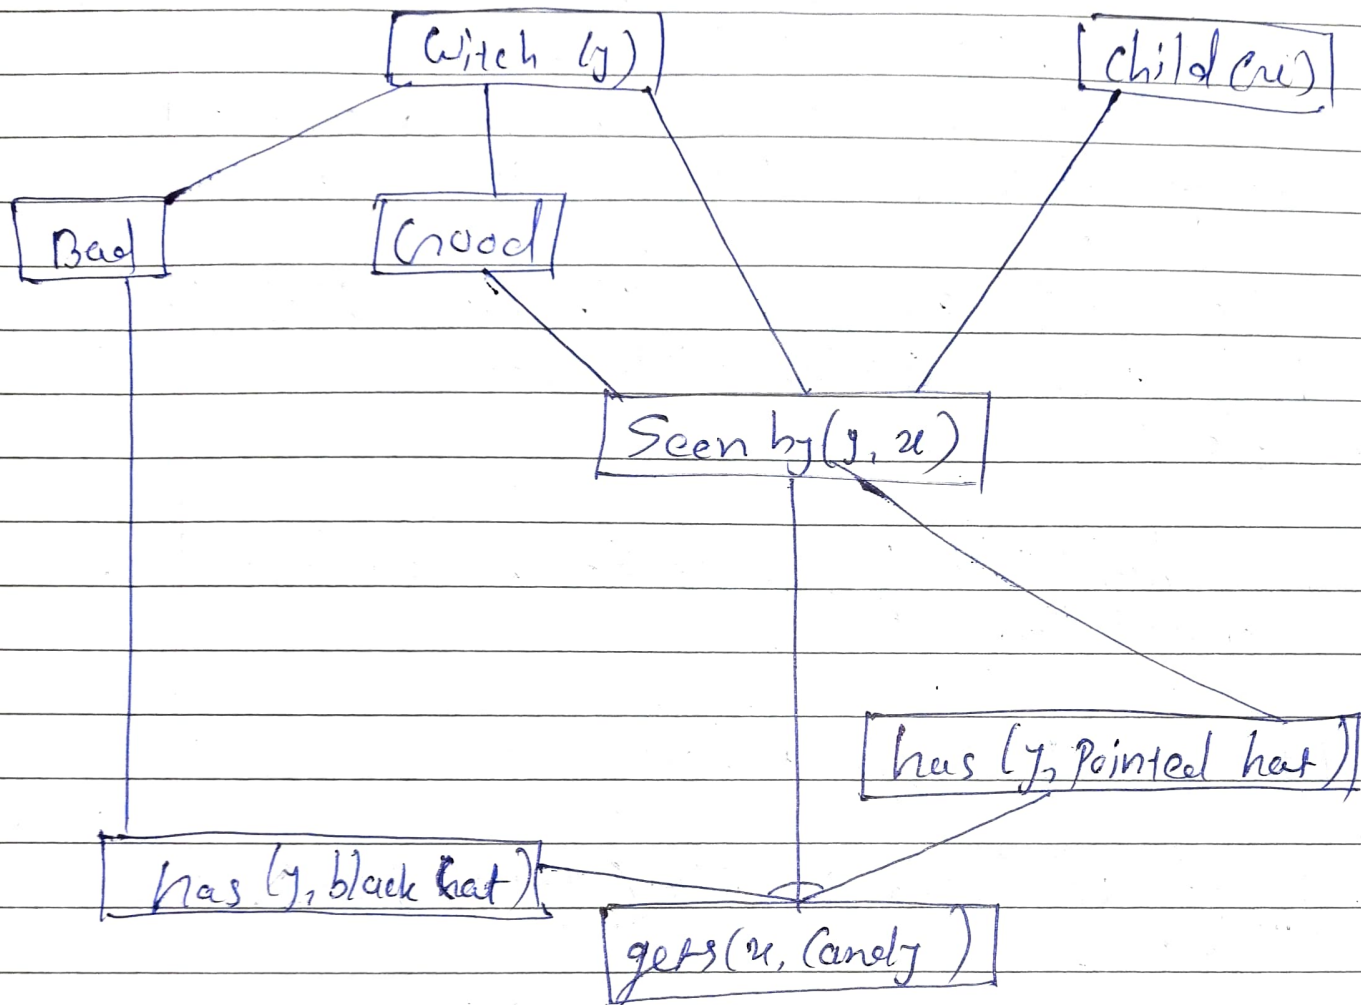 Witch (y)
Child (x)
Bad
Good
Seen by (y, x)
has (y, Pointed hat)
has (y, black hat)
gets (x, Candy )